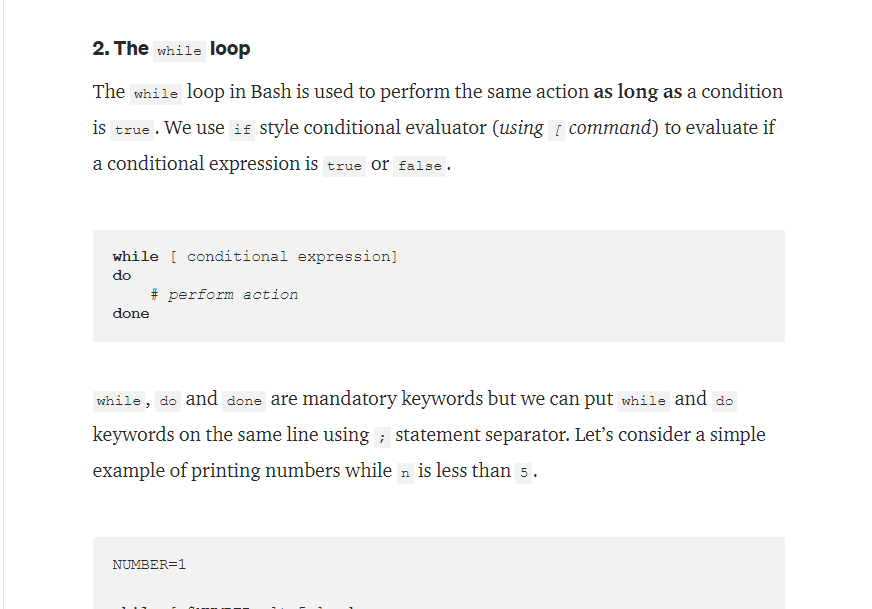 2. The while loop
The while loop in Bash is used to perform the same action as long as a condition
is true. We use if style conditional evaluator (using [ command) to evaluate if
a conditional expression is true or false.
while [ conditional expression]
do
# perform action
done
while, do and done are mandatory keywords but we can put while and do
keywords on the same line using ; statement separator. Let’s consider a simple
example of printing numbers while n is less than 5.
NUMBER=1